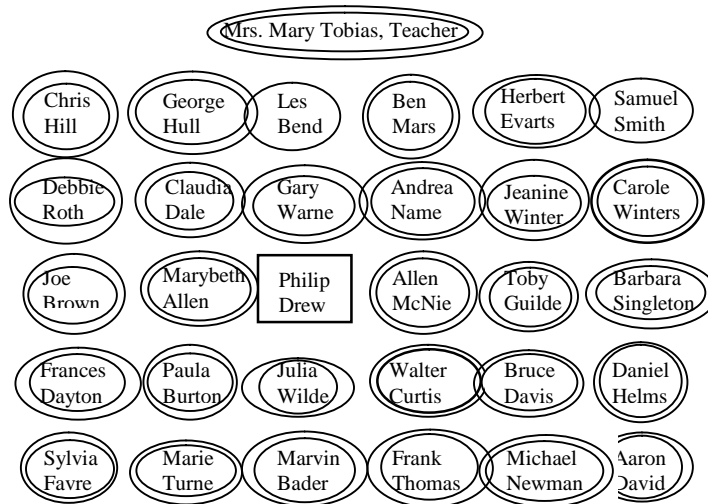 Mrs. Mary Tobias, Teacher
Chris Hill
George Hull
Les Bend
Ben Mars
Herbert Evarts
Samuel Smith
Debbie Roth
Claudia Dale
Gary Warne
Andrea Name
Jeanine Winter
Carole Winters
Joe Brown
Marybeth Allen
Philip Drew
Allen McNie
Toby Guilde
Barbara Singleton
Frances Dayton
Paula Burton
Julia Wilde
Walter Curtis
Bruce Davis
Daniel Helms
Sylvia Favre
Marie Turne
Marvin Bader
Frank Thomas
Michael Newman
Aaron David